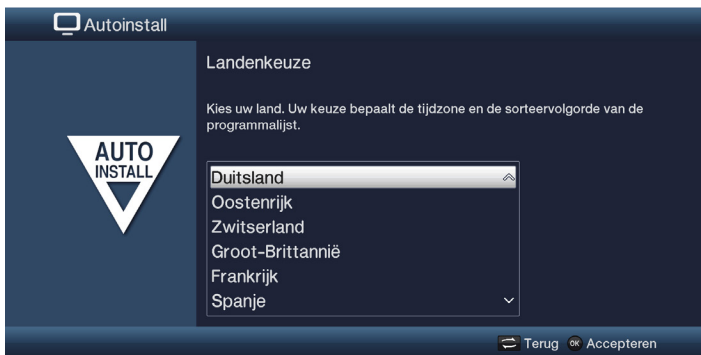 Autoinstall
Landenkeuze
Kies uw land. Uw keuze bepaalt de tijdzone en de sorteervolgorde van de
programmalijst.
AUTO
INSTALL
Duitsland
Oostenrijk
Zwitserland
Groot-Brittannië
Frankrijk
Spanje
Terug OK Accepteren